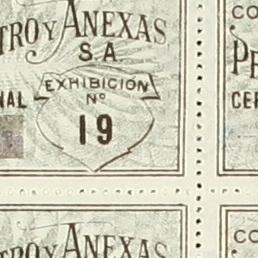 TRO Y ANEXAS
S.A.
EXHIBICION
NAL
Nº
19
CO
PE
CER
TRO Y ANEXAS
CO